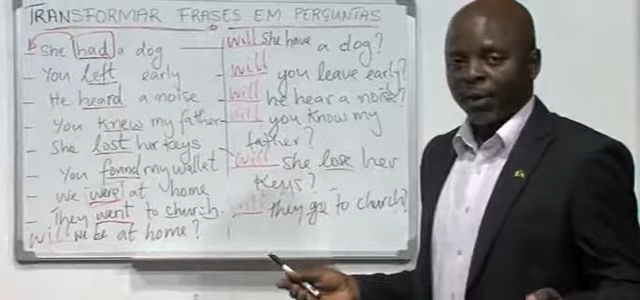 TRANSFORMAR FRASES EM PERGUNTAS
She had a dog
You left early
He heard a noise
You knew my father
She lost her keys
You found my wallet
We were at home
They went to church.
will we be at home?
will she have a dog?
will you leave early?
will he hear a noise?
will you know my
father?
will she lose her
keys?
will they go to church?